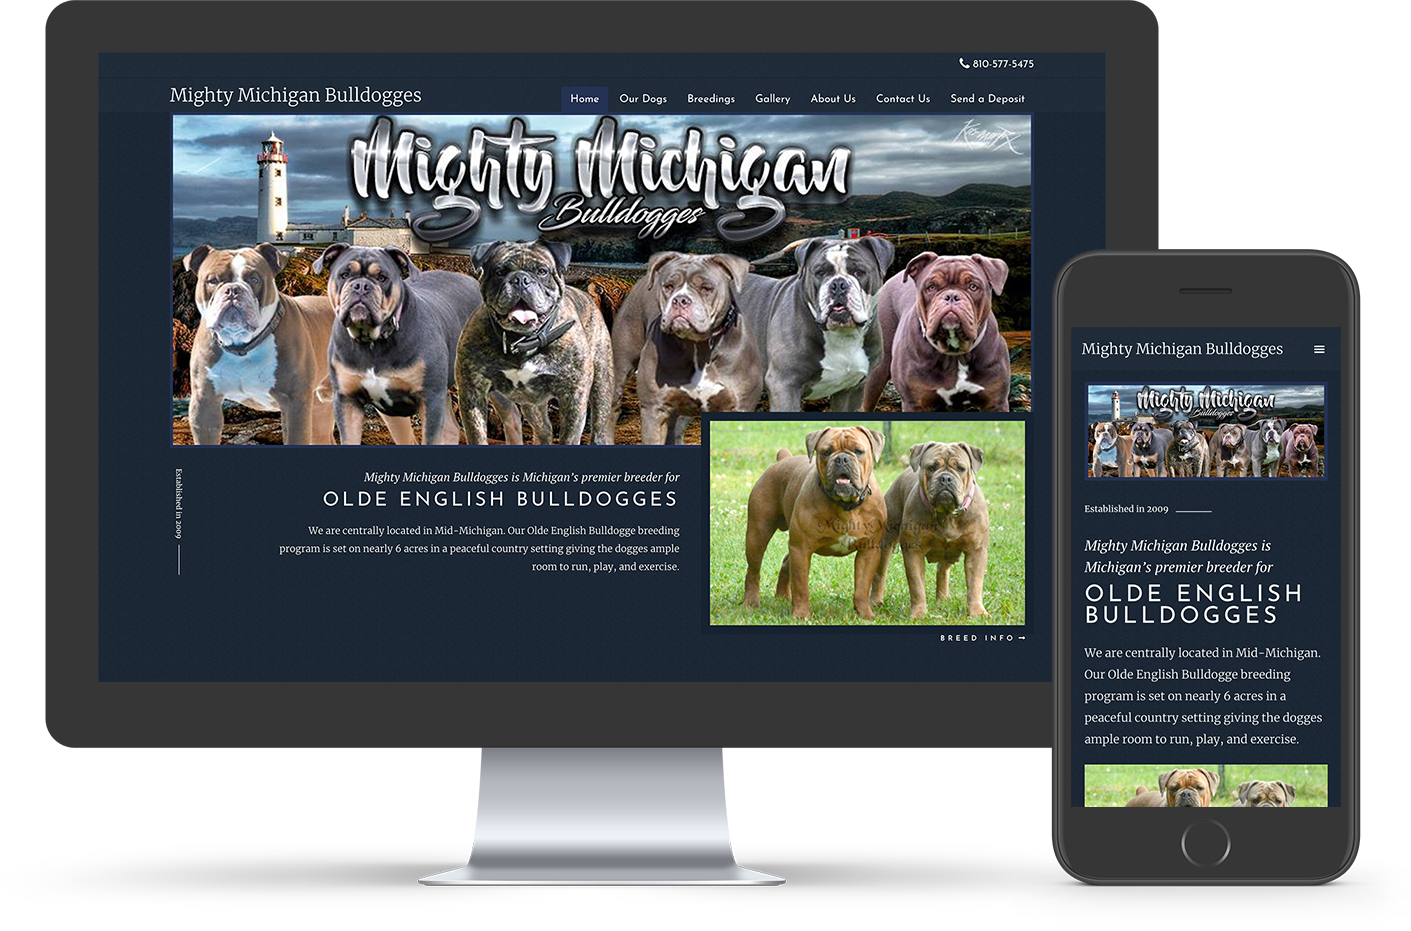 810-577-5475
Mighty Michigan Bulldogges
Home Our Dogs Breedings Gallery About Us Contact Us Send a Deposit
Mighty Michigan
Bulldogges
Established in 2009
Mighty Michigan Bulldogges is Michigan's premier breeder for
OLDE ENGLISH BULLDOGGES
We are centrally located in Mid-Michigan. Our Olde English Bulldogge breeding
program is set on nearly 6 acres in a peaceful country setting giving the dogges ample
room to run, play, and exercise.
Mighty Michigan
Bulldogges
BREED INFO
Mighty Michigan Bulldogges
Mighty Michigan
Bulldogges
Established in 2009
Mighty Michigan Bulldogges is
Michigan's premier breeder for
OLDE ENGLISH
BULLDOGGES
We are centrally located in Mid-Michigan.
Our Olde English Bulldogge breeding
program is set on nearly 6 acres in a
peaceful country setting giving the dogges
ample room to run, play, and exercise.